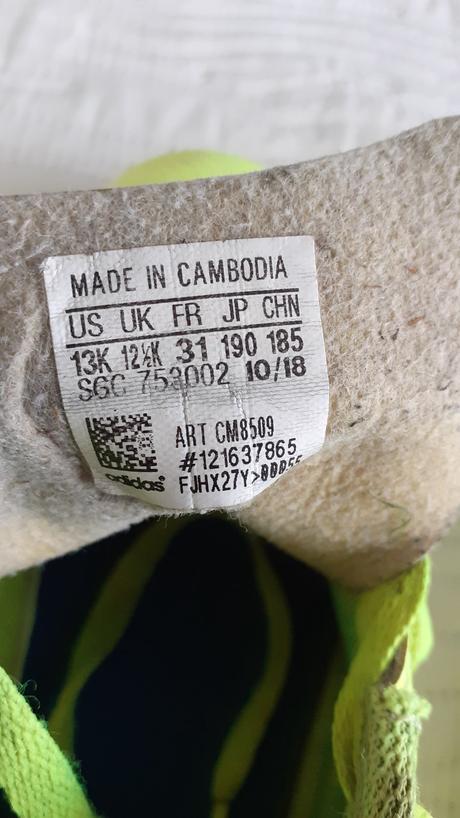 MADE IN CAMBODIA
US UK FR JP CHN
13K 12½K 31 190 185
SGC 10/18
ART CM8509
#121637865
adidas®